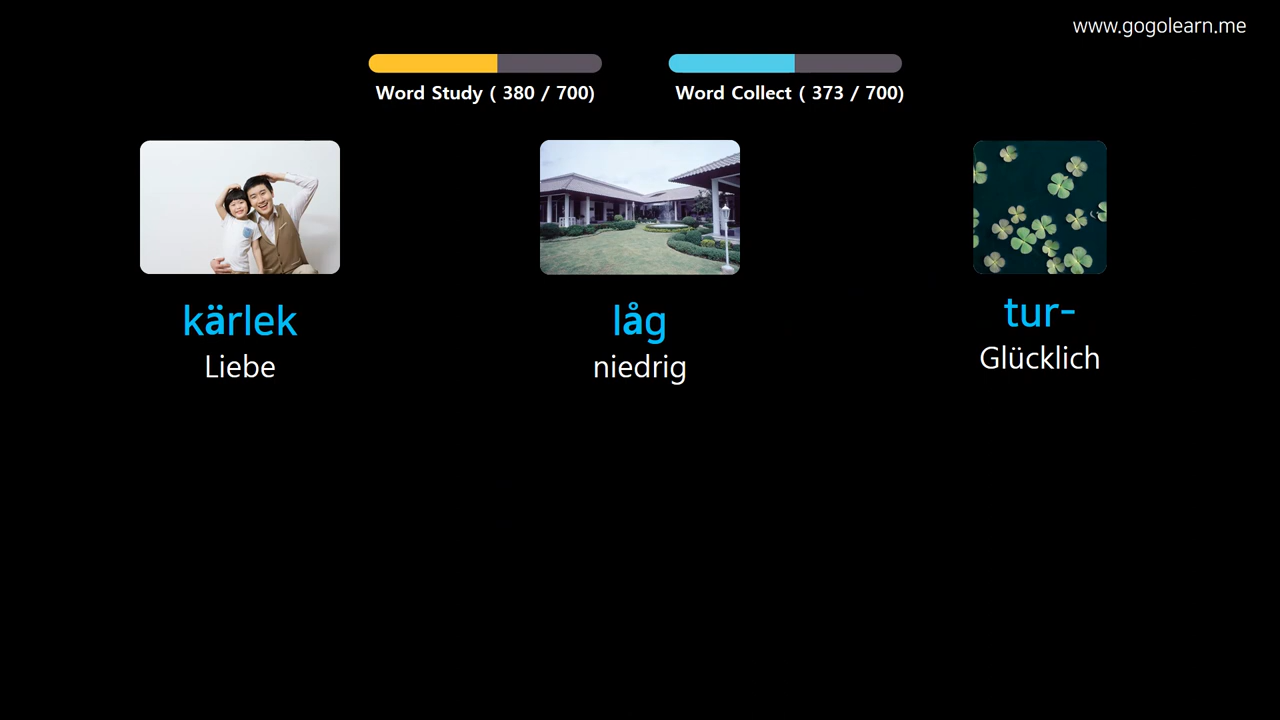 www.gogolearn.me
Word Study ( 380 / 700)
Word Collect ( 373 / 700)
kärlek
Liebe
låg
niedrig
tur-
Glücklich